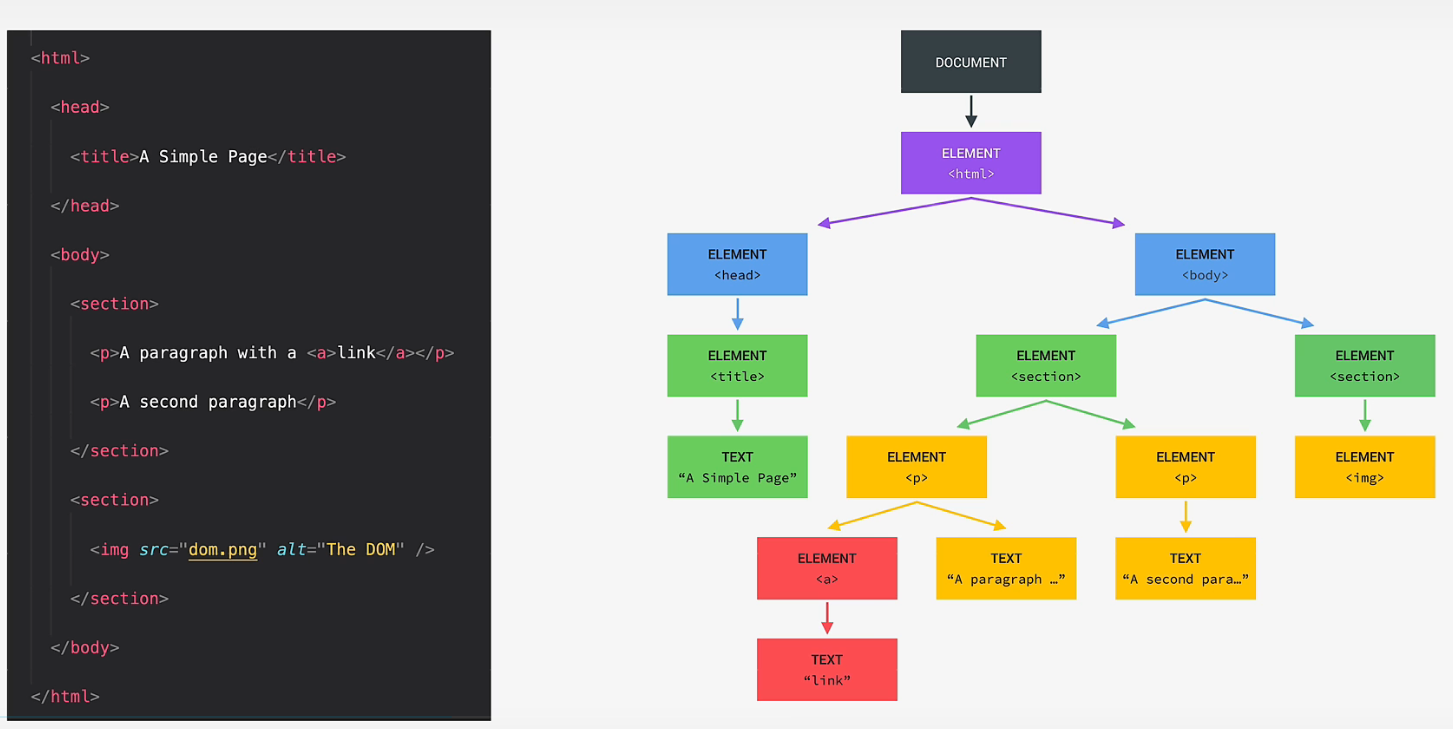 <html>
<head>
<title>A Simple Page</title>
</head>
<body>
<section>
<p>A paragraph with a <a>link</a></p>
<p>A second paragraph</p>
</section>
<section>
<img src="dom.png" alt="The DOM" />
</section>
</body>
</html>
DOCUMENT
ELEMENT
<html>
ELEMENT
<head>
ELEMENT
<body>
ELEMENT
<title>
ELEMENT
<section>
ELEMENT
<section>
TEXT
“A Simple Page”
ELEMENT
<p>
ELEMENT
<p>
ELEMENT
<img>
ELEMENT
<a>
TEXT
“A paragraph …”
TEXT
“A second para…”
TEXT
“link”